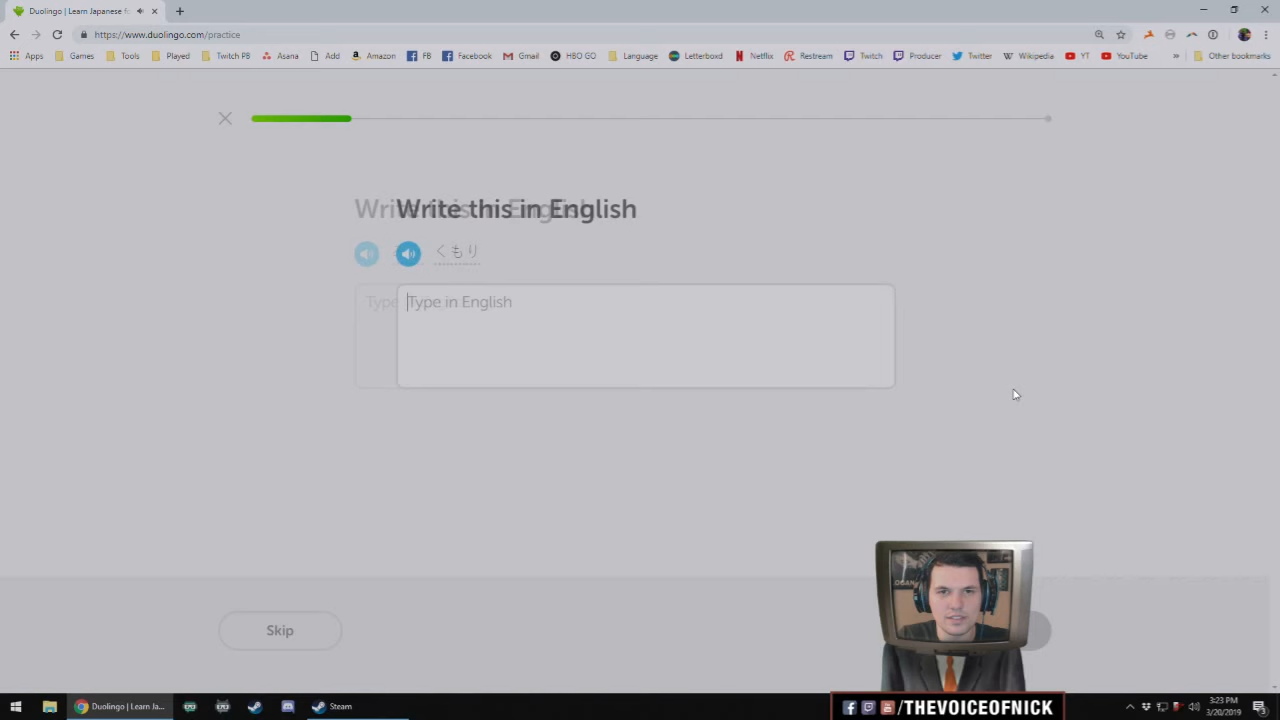 Duolingo | Learn Japanese fo
https://www.duolingo.com/practice
Apps Games Tools Played Twitch PB Asana Add Amazon FB Facebook Gmail HBO GO Language Letterboxd Netflix Restream Twitch Producer Twitter Wikipedia YT YouTube » Other bookmarks
Write this in English
くもり
Type in English
Skip
/THEVOICEOFNICK
Duolingo | Learn Ja... Steam
3:23 PM
3/20/2019